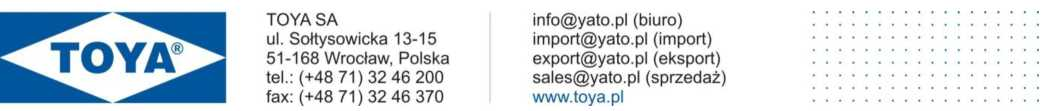 TOYA®
TOYA SA
ul. Sołtysowicka 13-15
51-168 Wrocław, Polska
tel.: (+48 71) 32 46 200
fax: (+48 71) 32 46 370
info@yato.pl (biuro)
import@yato.pl (import)
export@yato.pl (eksport)
sales@yato.pl (sprzedaż)
www.toya.pl